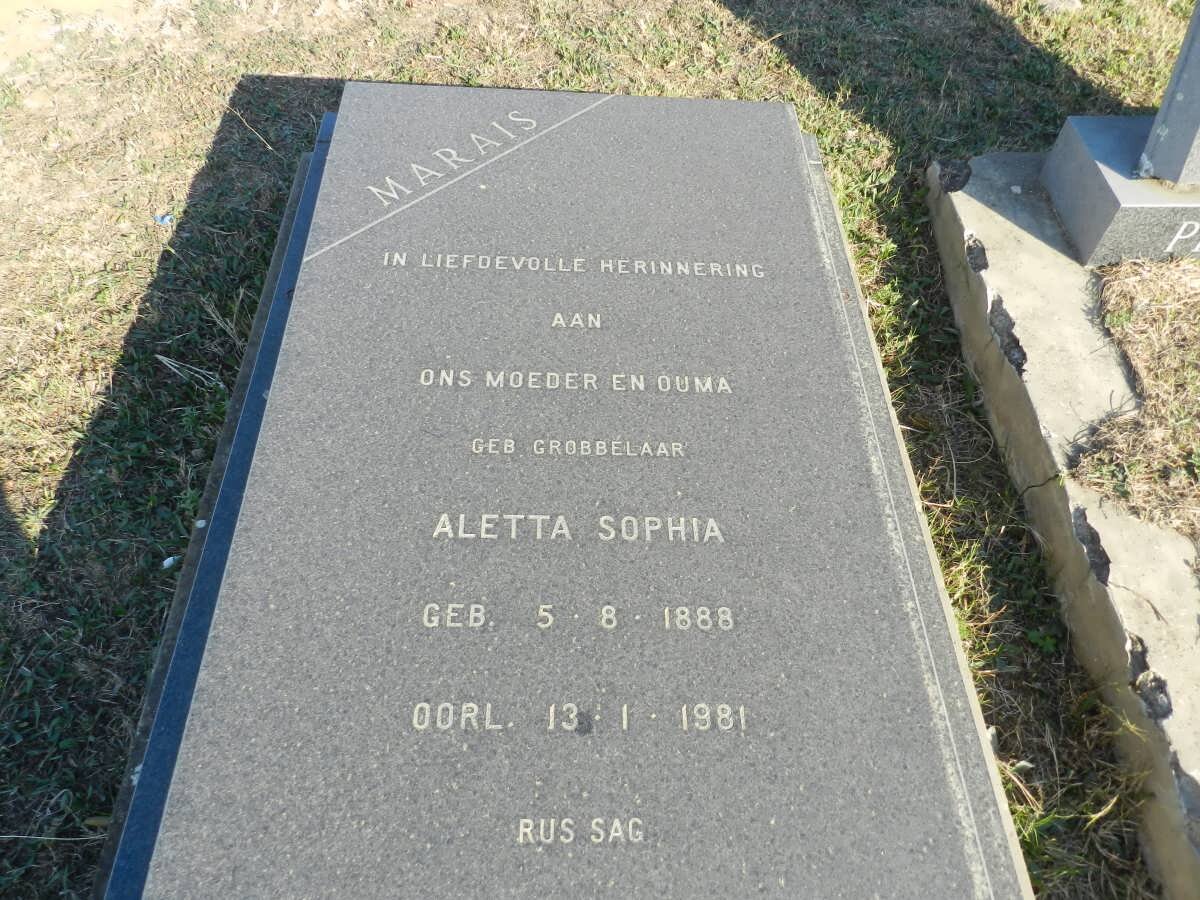 MARAIS
IN LIEFDEVOLLE HERINNERING
AAN
ONS MOEDER EN OUMA
GEB GROBBELAAR
ALETTA SOPHIA
GEB. 5 · 8 · 1888
OORL. 13 · 1 · 1981
RUS SAG
P